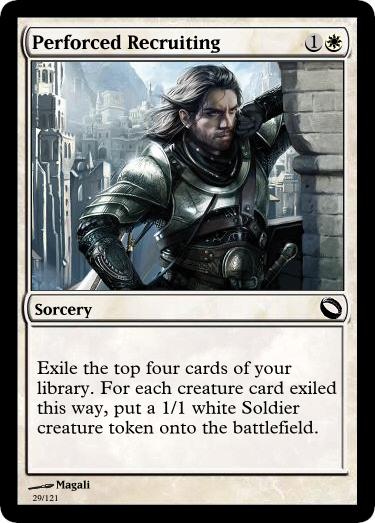 Perforced Recruiting 1
Sorcery
Exile the top four cards of your
library. For each creature card exiled
this way, put a 1/1 white Soldier
creature token onto the battlefield.
Magali
29/121